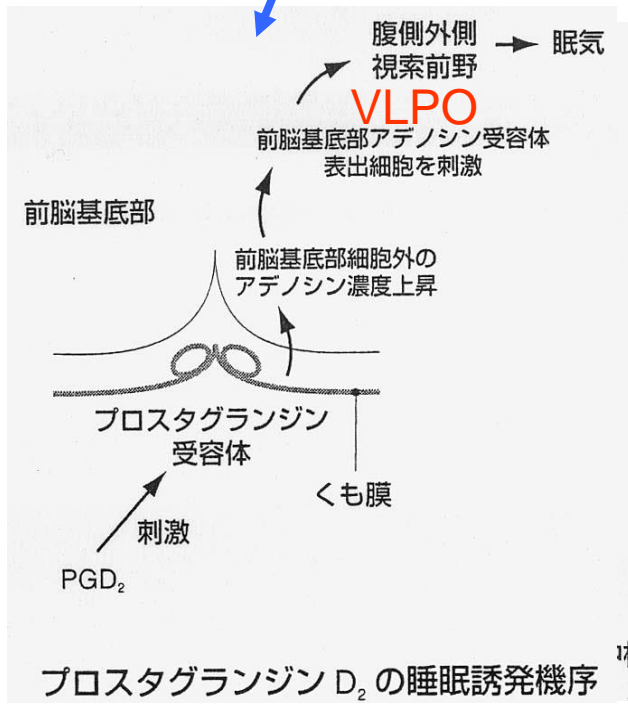 腹側外側 → 眠気
視索前野
VLPO
前脳基底部アデノシン受容体
表出細胞を刺激
前脳基底部
前脳基底部細胞外の
アデノシン濃度上昇
プロスタグランジン
受容体
くも膜
刺激
PGD₂
プロスタグランジン D₂ の睡眠誘発機序